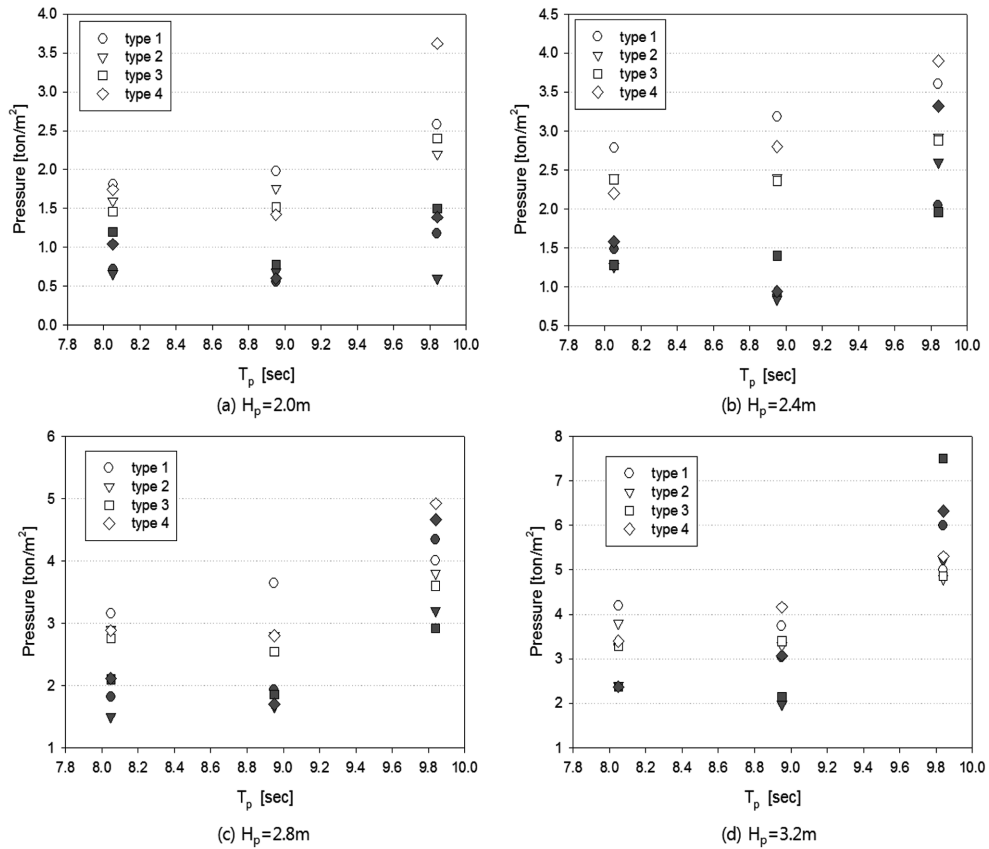 4.0
3.5
3.0
2.5
2.0
1.5
1.0
0.5
0.0
Pressure [ton/m²]
type 1
type 2
type 3
type 4
7.8 8.0 8.2 8.4 8.6 8.8 9.0 9.2 9.4 9.6 9.8 10.0
Tp [sec]
(a) Hp=2.0m
4.5
4.0
3.5
3.0
2.5
2.0
1.5
1.0
0.5
Pressure [ton/m²]
type 1
type 2
type 3
type 4
7.8 8.0 8.2 8.4 8.6 8.8 9.0 9.2 9.4 9.6 9.8 10.0
Tp [sec]
(b) Hp=2.4m
6
5
4
3
2
1
Pressure [ton/m²]
type 1
type 2
type 3
type 4
7.8 8.0 8.2 8.4 8.6 8.8 9.0 9.2 9.4 9.6 9.8 10.0
Tp [sec]
(c) Hp=2.8m
8
7
6
5
4
3
2
1
Pressure [ton/m²]
type 1
type 2
type 3
type 4
7.8 8.0 8.2 8.4 8.6 8.8 9.0 9.2 9.4 9.6 9.8 10.0
Tp [sec]
(d) Hp=3.2m